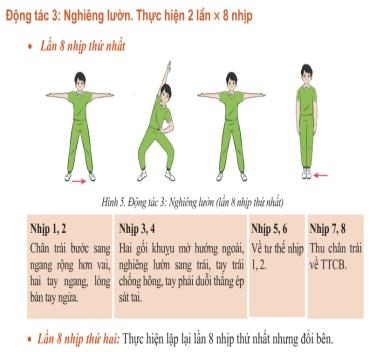 Động tác 3: Nghiêng lườn. Thực hiện 2 lần × 8 nhịp
• Lần 8 nhịp thứ nhất
Hình 5. Động tác 3: Nghiêng lườn (lần 8 nhịp thứ nhất)
Nhịp 1, 2
Chân trái bước sang
ngang rộng hơn vai,
hai tay ngang, lòng
bàn tay ngửa.
Nhịp 3, 4
Hai gối khuyu mở hướng ngoài,
nghiêng lườn sang trái, tay trái
chống hông, tay phải duỗi thẳng ép
sát tai.
Nhịp 5, 6
Về tư thế nhịp
1, 2.
Nhịp 7, 8
Thu chân trái
về TTCB.
• Lần 8 nhịp thứ hai: Thực hiện lặp lại lần 8 nhịp thứ nhất nhưng đổi bên.